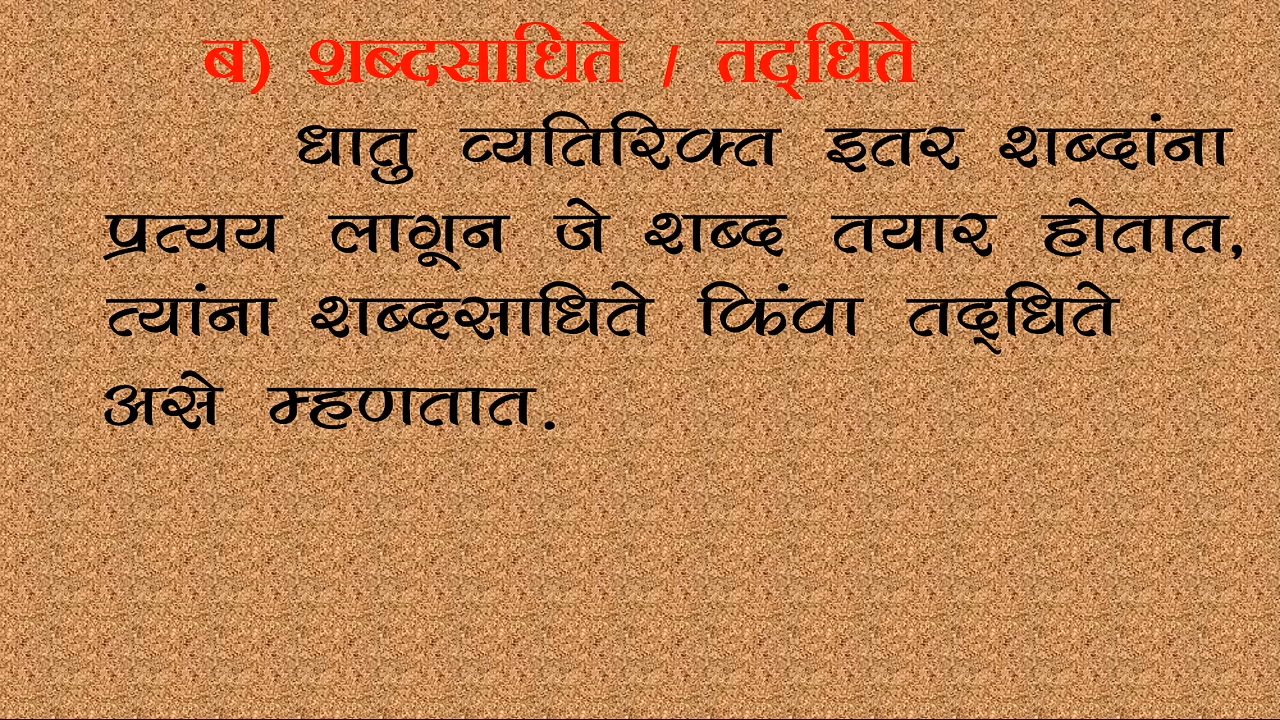 ब) शब्दसाधिते / तद्‌धिते
धातु व्यतिरिक्त इतर शब्दांना
प्रत्यय लागून जे शब्द तयार होतात,
त्यांना शब्दसाधिते किंवा तद्‌धिते
असे म्हणतात.